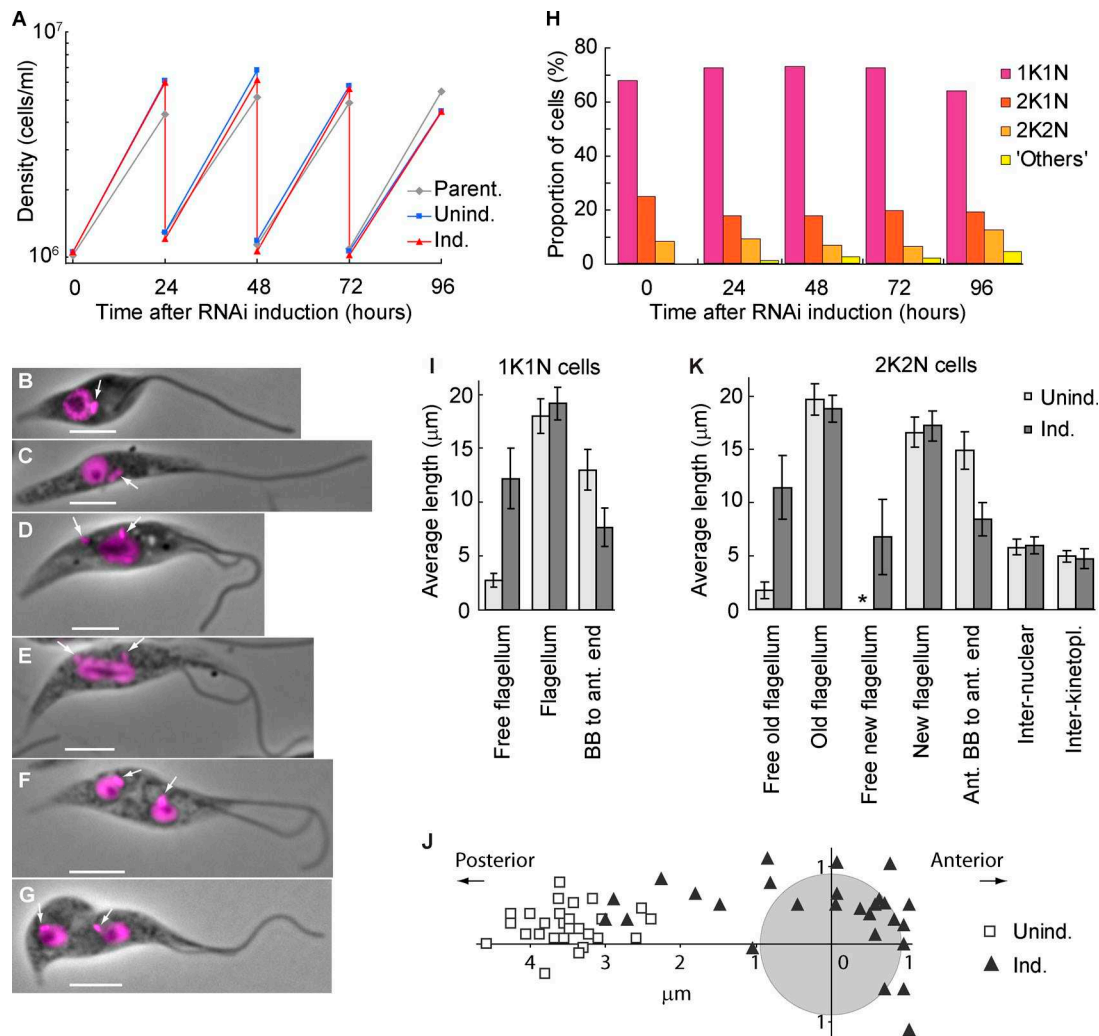 A
10⁷
Density (cells/ml)
10⁶
Parent.
Unind.
Ind.
0 24 48 72 96
Time after RNAi induction (hours)
H
80
60
40
20
0
Proportion of cells (%)
1K1N
2K1N
2K2N
'Others'
0 24 48 72 96
Time after RNAi induction (hours)
B
C
D
E
F
G
I
1K1N cells
20
15
10
5
0
Average length (μm)
Free flagellum
Flagellum
BB to ant. end
K
2K2N cells
20
15
10
5
0
Average length (μm)
Unind.
Ind.
*
Free old flagellum
Old flagellum
Free new flagellum
New flagellum
Ant. BB to ant. end
Inter-nuclear
Inter-kinetopl.
J
Posterior
Anterior
1
4 3 2 1 0 1
μm
1
Unind.
Ind.